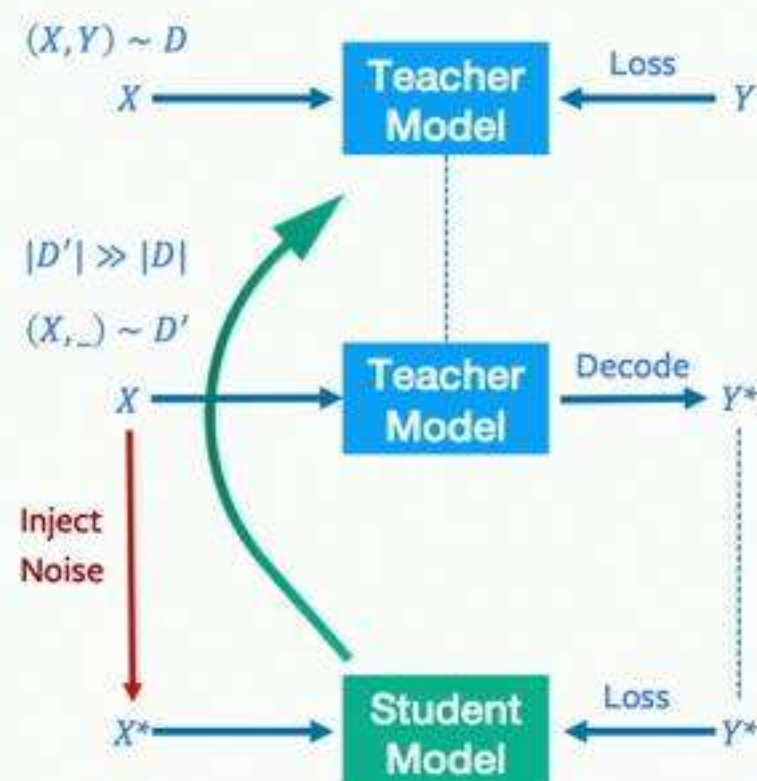 (X,Y) ~ D
X
Teacher
Model
Loss
Y
|D'| ≫ |D|
(X,_) ~ D'
X
Teacher
Model
Decode
Y*
Inject
Noise
X*
Student
Model
Loss
Y*